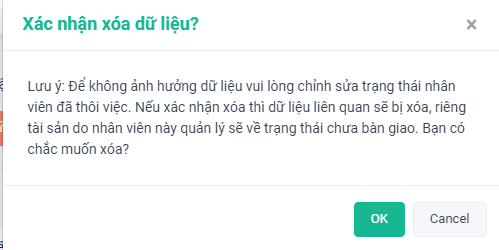 Xác nhận xóa dữ liệu?
×
Lưu ý: Để không ảnh hưởng dữ liệu vui lòng chỉnh sửa trạng thái nhân
viên đã thôi việc. Nếu xác nhận xóa thì dữ liệu liên quan sẽ bị xóa, riêng
tài sản do nhân viên này quản lý sẽ về trạng thái chưa bàn giao. Bạn có
chắc muốn xóa?
OK Cancel